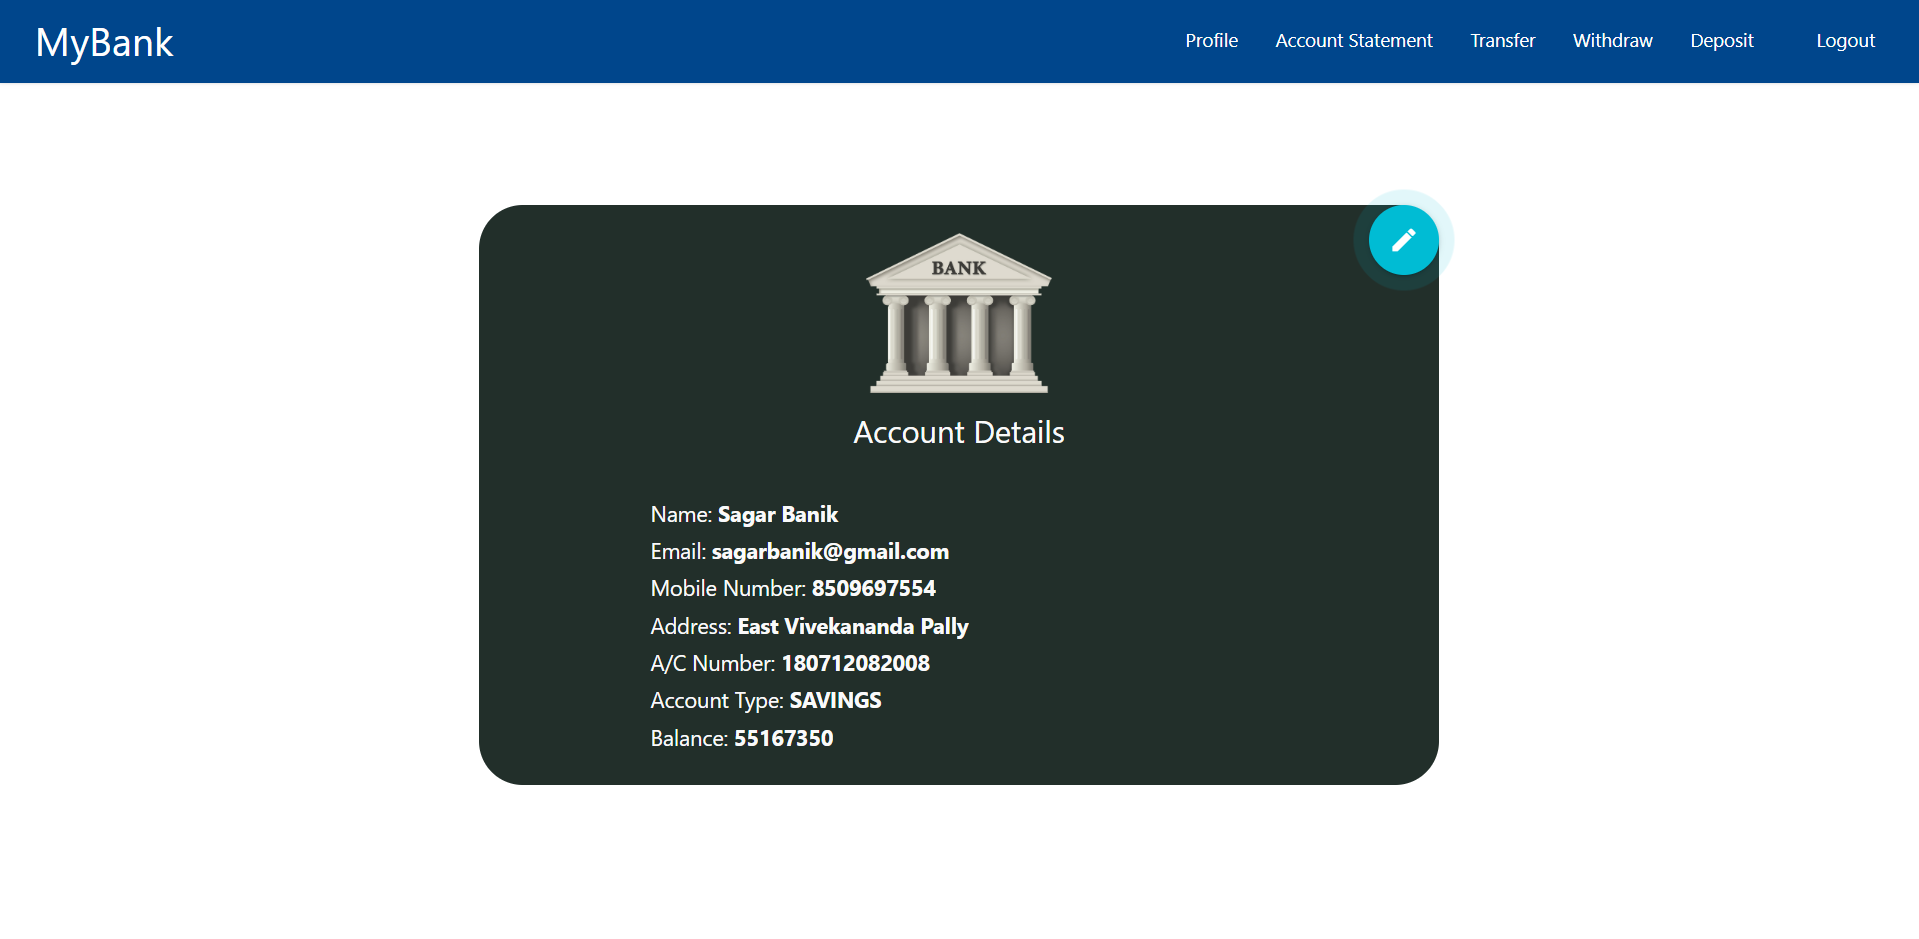 MyBank
Profile Account Statement Transfer Withdraw Deposit Logout
BANK
Account Details
Name: Sagar Banik
Email: sagarbanik@gmail.com
Mobile Number: 8509697554
Address: East Vivekananda Pally
A/C Number: 180712082008
Account Type: SAVINGS
Balance: 55167350